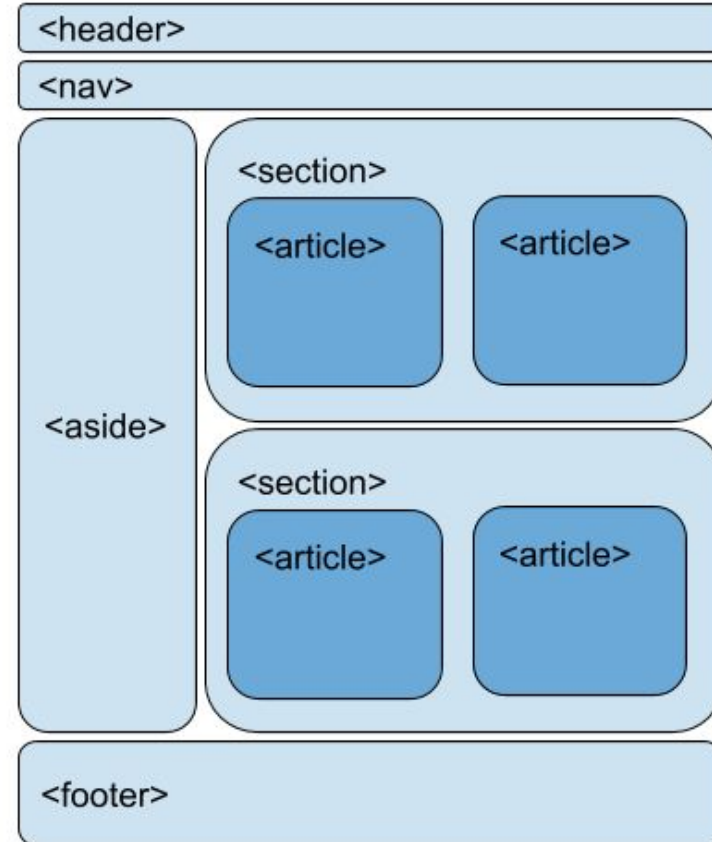 <header>
<nav>
<aside>
<section>
<article> <article>
<section>
<article> <article>
<footer>